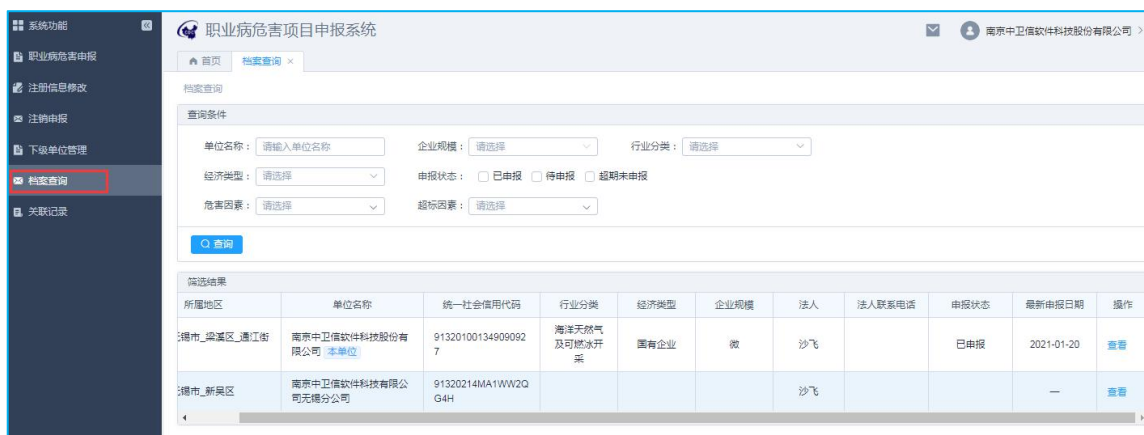 系统功能
职业病危害项目申报系统
南京中卫信软件科技股份有限公司
职业病危害申报
注册信息修改
注销申报
下级单位管理
档案查询
关联记录
首页 档案查询 ×
档案查询
查询条件
单位名称： 请输入单位名称 企业规模： 请选择 行业分类： 请选择
经济类型： 请选择 申报状态： 已申报 待申报 超期未申报
危害因素： 请选择 超标因素： 请选择
查询
筛选结果
所属地区 单位名称 统一社会信用代码 行业分类 经济类型 企业规模 法人 法人联系电话 申报状态 最新申报日期 操作
锡市_梁溪区_通江街 南京中卫信软件科技股份有限公司 本单位 913201001349090927 海洋天然气及可燃冰开采 国有企业 微 沙飞 已申报 2021-01-20 查看
锡市_新吴区 南京中卫信软件科技有限公司无锡分公司 91320214MA1WW2QG4H 沙飞 — 查看